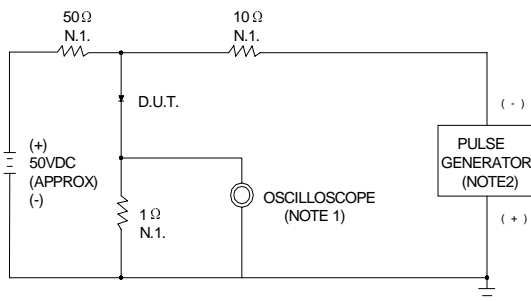 50Ω
N.1.
10Ω
N.1.
D.U.T.
( - )
(+)
50VDC
(APPROX)
(-)
PULSE
GENERATOR
(NOTE2)
1Ω
N.1.
OSCILLOSCOPE
(NOTE 1)
( + )